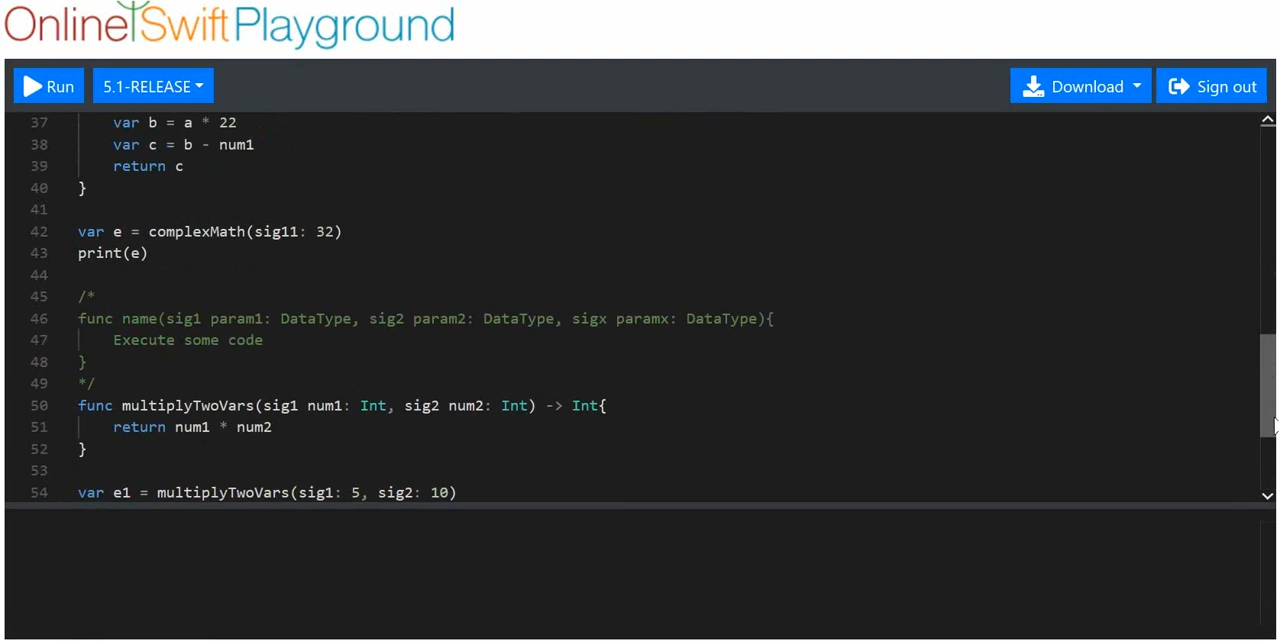 OnlineSwiftPlayground
Run 5.1-RELEASE Download Sign out
37 var b = a * 22
38 var c = b - num1
39 return c
40 }
41
42 var e = complexMath(sig11: 32)
43 print(e)
44
45 /*
46 func name(sig1 param1: DataType, sig2 param2: DataType, sigx paramx: DataType){
47 Execute some code
48 }
49 */
50 func multiplyTwoVars(sig1 num1: Int, sig2 num2: Int) -> Int{
51 return num1 * num2
52 }
53
54 var e1 = multiplyTwoVars(sig1: 5, sig2: 10)